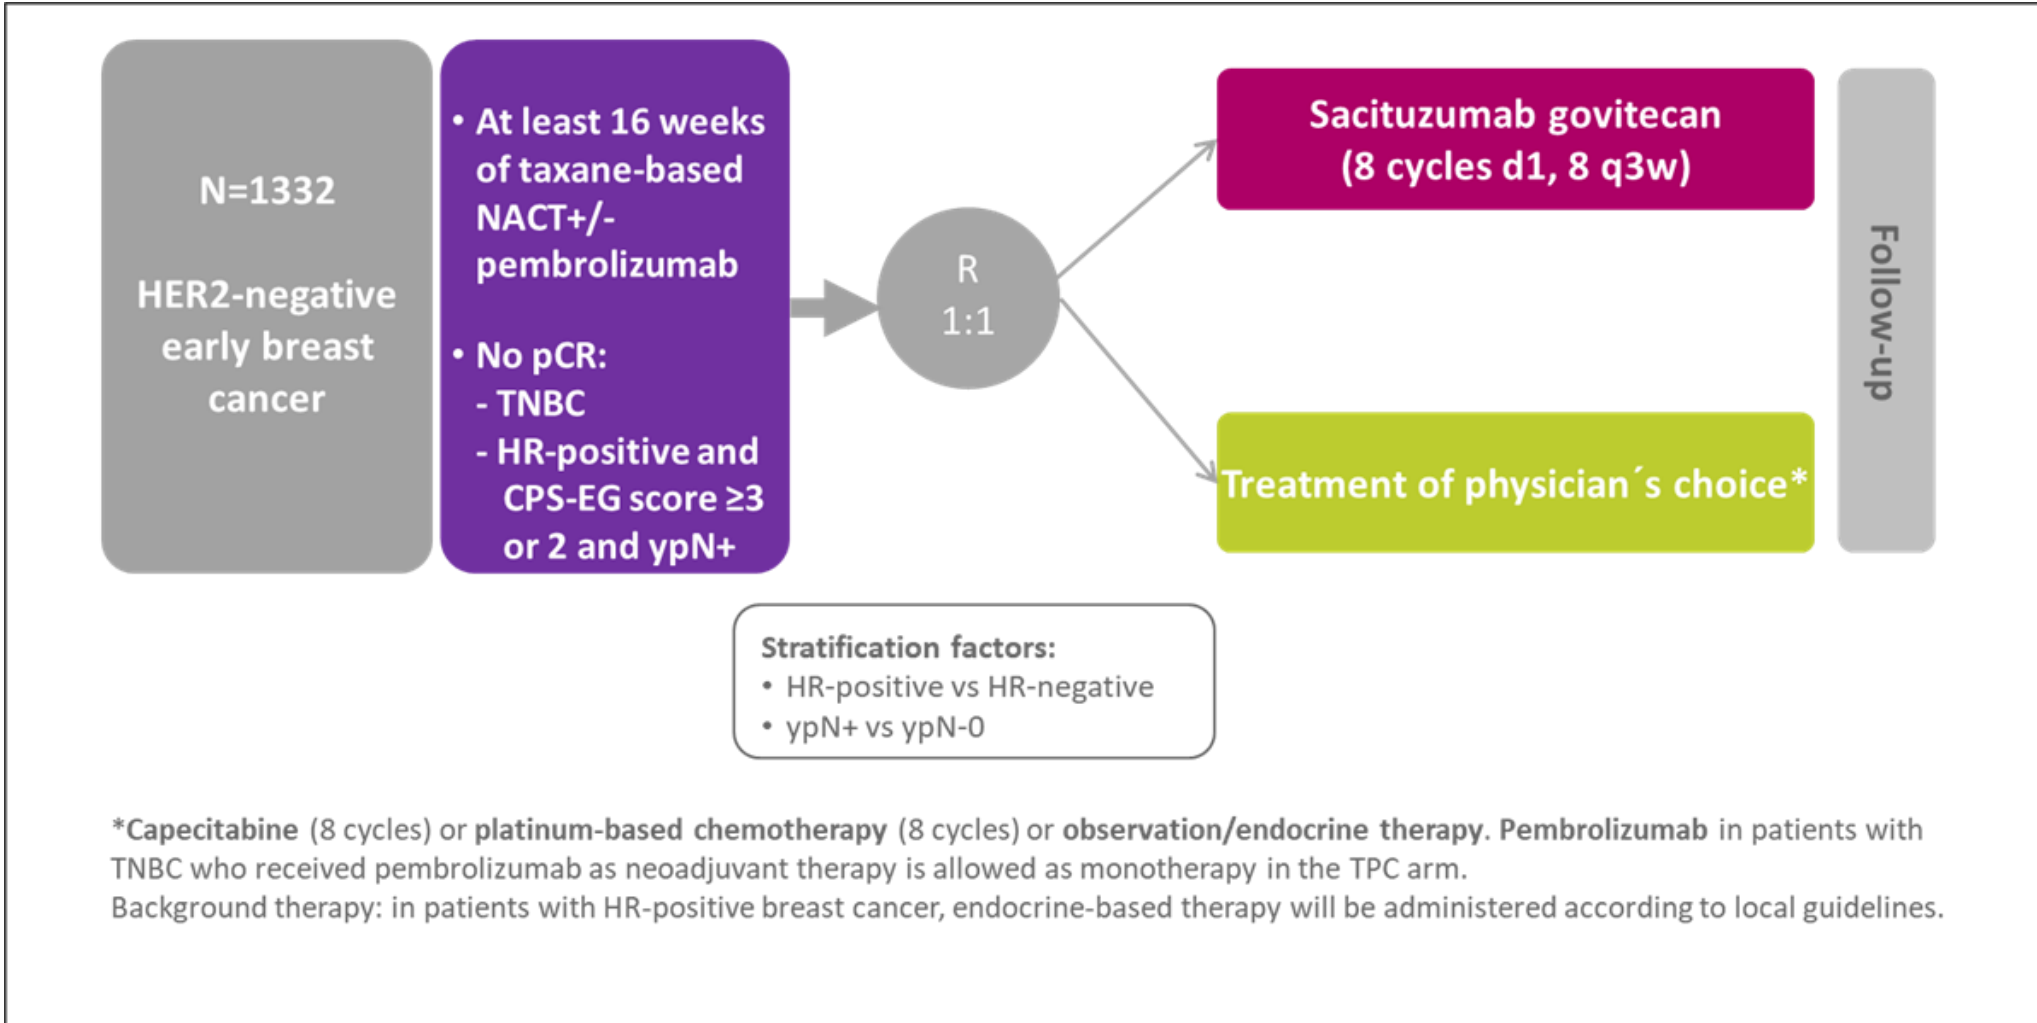 N=1332
HER2-negative
early breast
cancer
• At least 16 weeks
of taxane-based
NACT+/-
pembrolizumab
• No pCR:
- TNBC
- HR-positive and
CPS-EG score ≥3
or 2 and ypN+
R
1:1
Sacituzumab govitecan
(8 cycles d1, 8 q3w)
Treatment of physician´s choice*
Follow-up
Stratification factors:
• HR-positive vs HR-negative
• ypN+ vs ypN-0
*Capecitabine (8 cycles) or platinum-based chemotherapy (8 cycles) or observation/endocrine therapy. Pembrolizumab in patients with
TNBC who received pembrolizumab as neoadjuvant therapy is allowed as monotherapy in the TPC arm.
Background therapy: in patients with HR-positive breast cancer, endocrine-based therapy will be administered according to local guidelines.